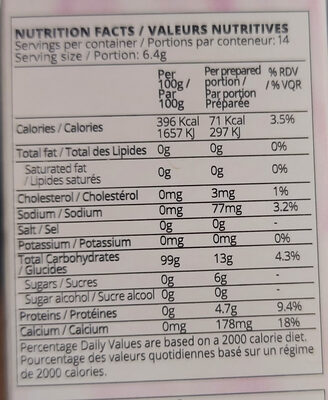 NUTRITION FACTS / VALEURS NUTRITIVES
Servings per container / Portions par conteneur: 14
Serving size / Portion: 6.4g
Per 100g / Par 100g
Per prepared portion / Par portion Préparée
% RDV / % VQR
Calories / Calories 396 Kcal 1657 KJ 71 Kcal 297 KJ 3.5%
Total fat / Total des Lipides 0g 0g 0%
Saturated fat / Lipides saturés 0g 0g 0%
Cholesterol / Cholestérol 0mg 3mg 1%
Sodium / Sodium 0mg 77mg 3.2%
Salt / Sel 0g 0g -
Potassium / Potassium 0mg 0mg 0%
Total Carbohydrates / Glucides 99g 13g 4.3%
Sugars / Sucres 0g 6g -
Sugar alcohol / Sucre alcool 0g 0g -
Proteins / Protéines 0g 4.7g 9.4%
Calcium / Calcium 0mg 178mg 18%
Percentage Daily Values are based on a 2000 calorie diet.
Pourcentage des valeurs quotidiennes basé sur un régime
de 2000 calories.